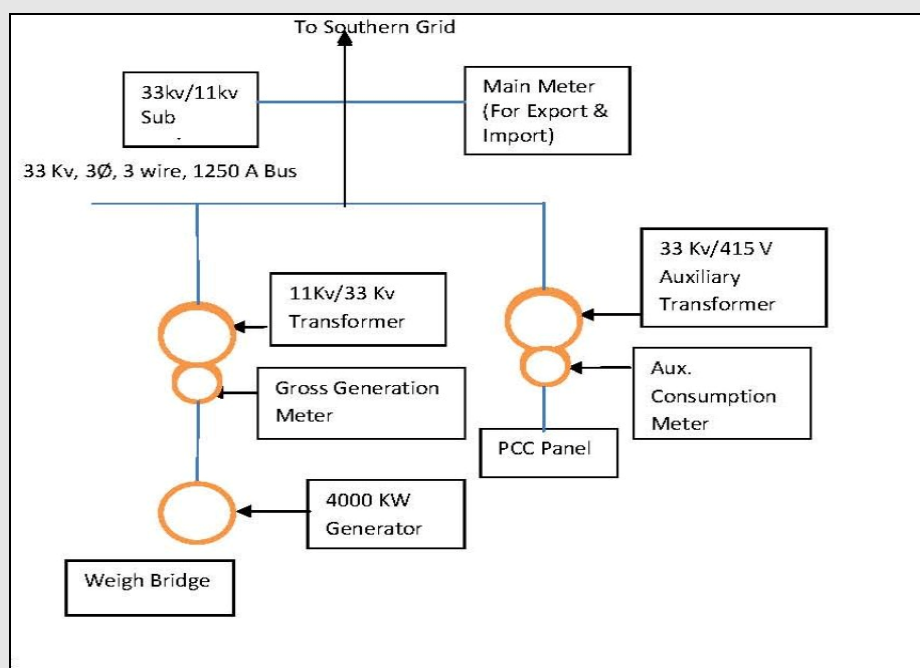 To Southern Grid
33kv/11kv
Sub
Main Meter
(For Export &
Import)
33 Kv, 3Ø, 3 wire, 1250 A Bus
11Kv/33 Kv
Transformer
33 Kv/415 V
Auxiliary
Transformer
Gross Generation
Meter
Aux.
Consumption
Meter
PCC Panel
4000 KW
Generator
Weigh Bridge